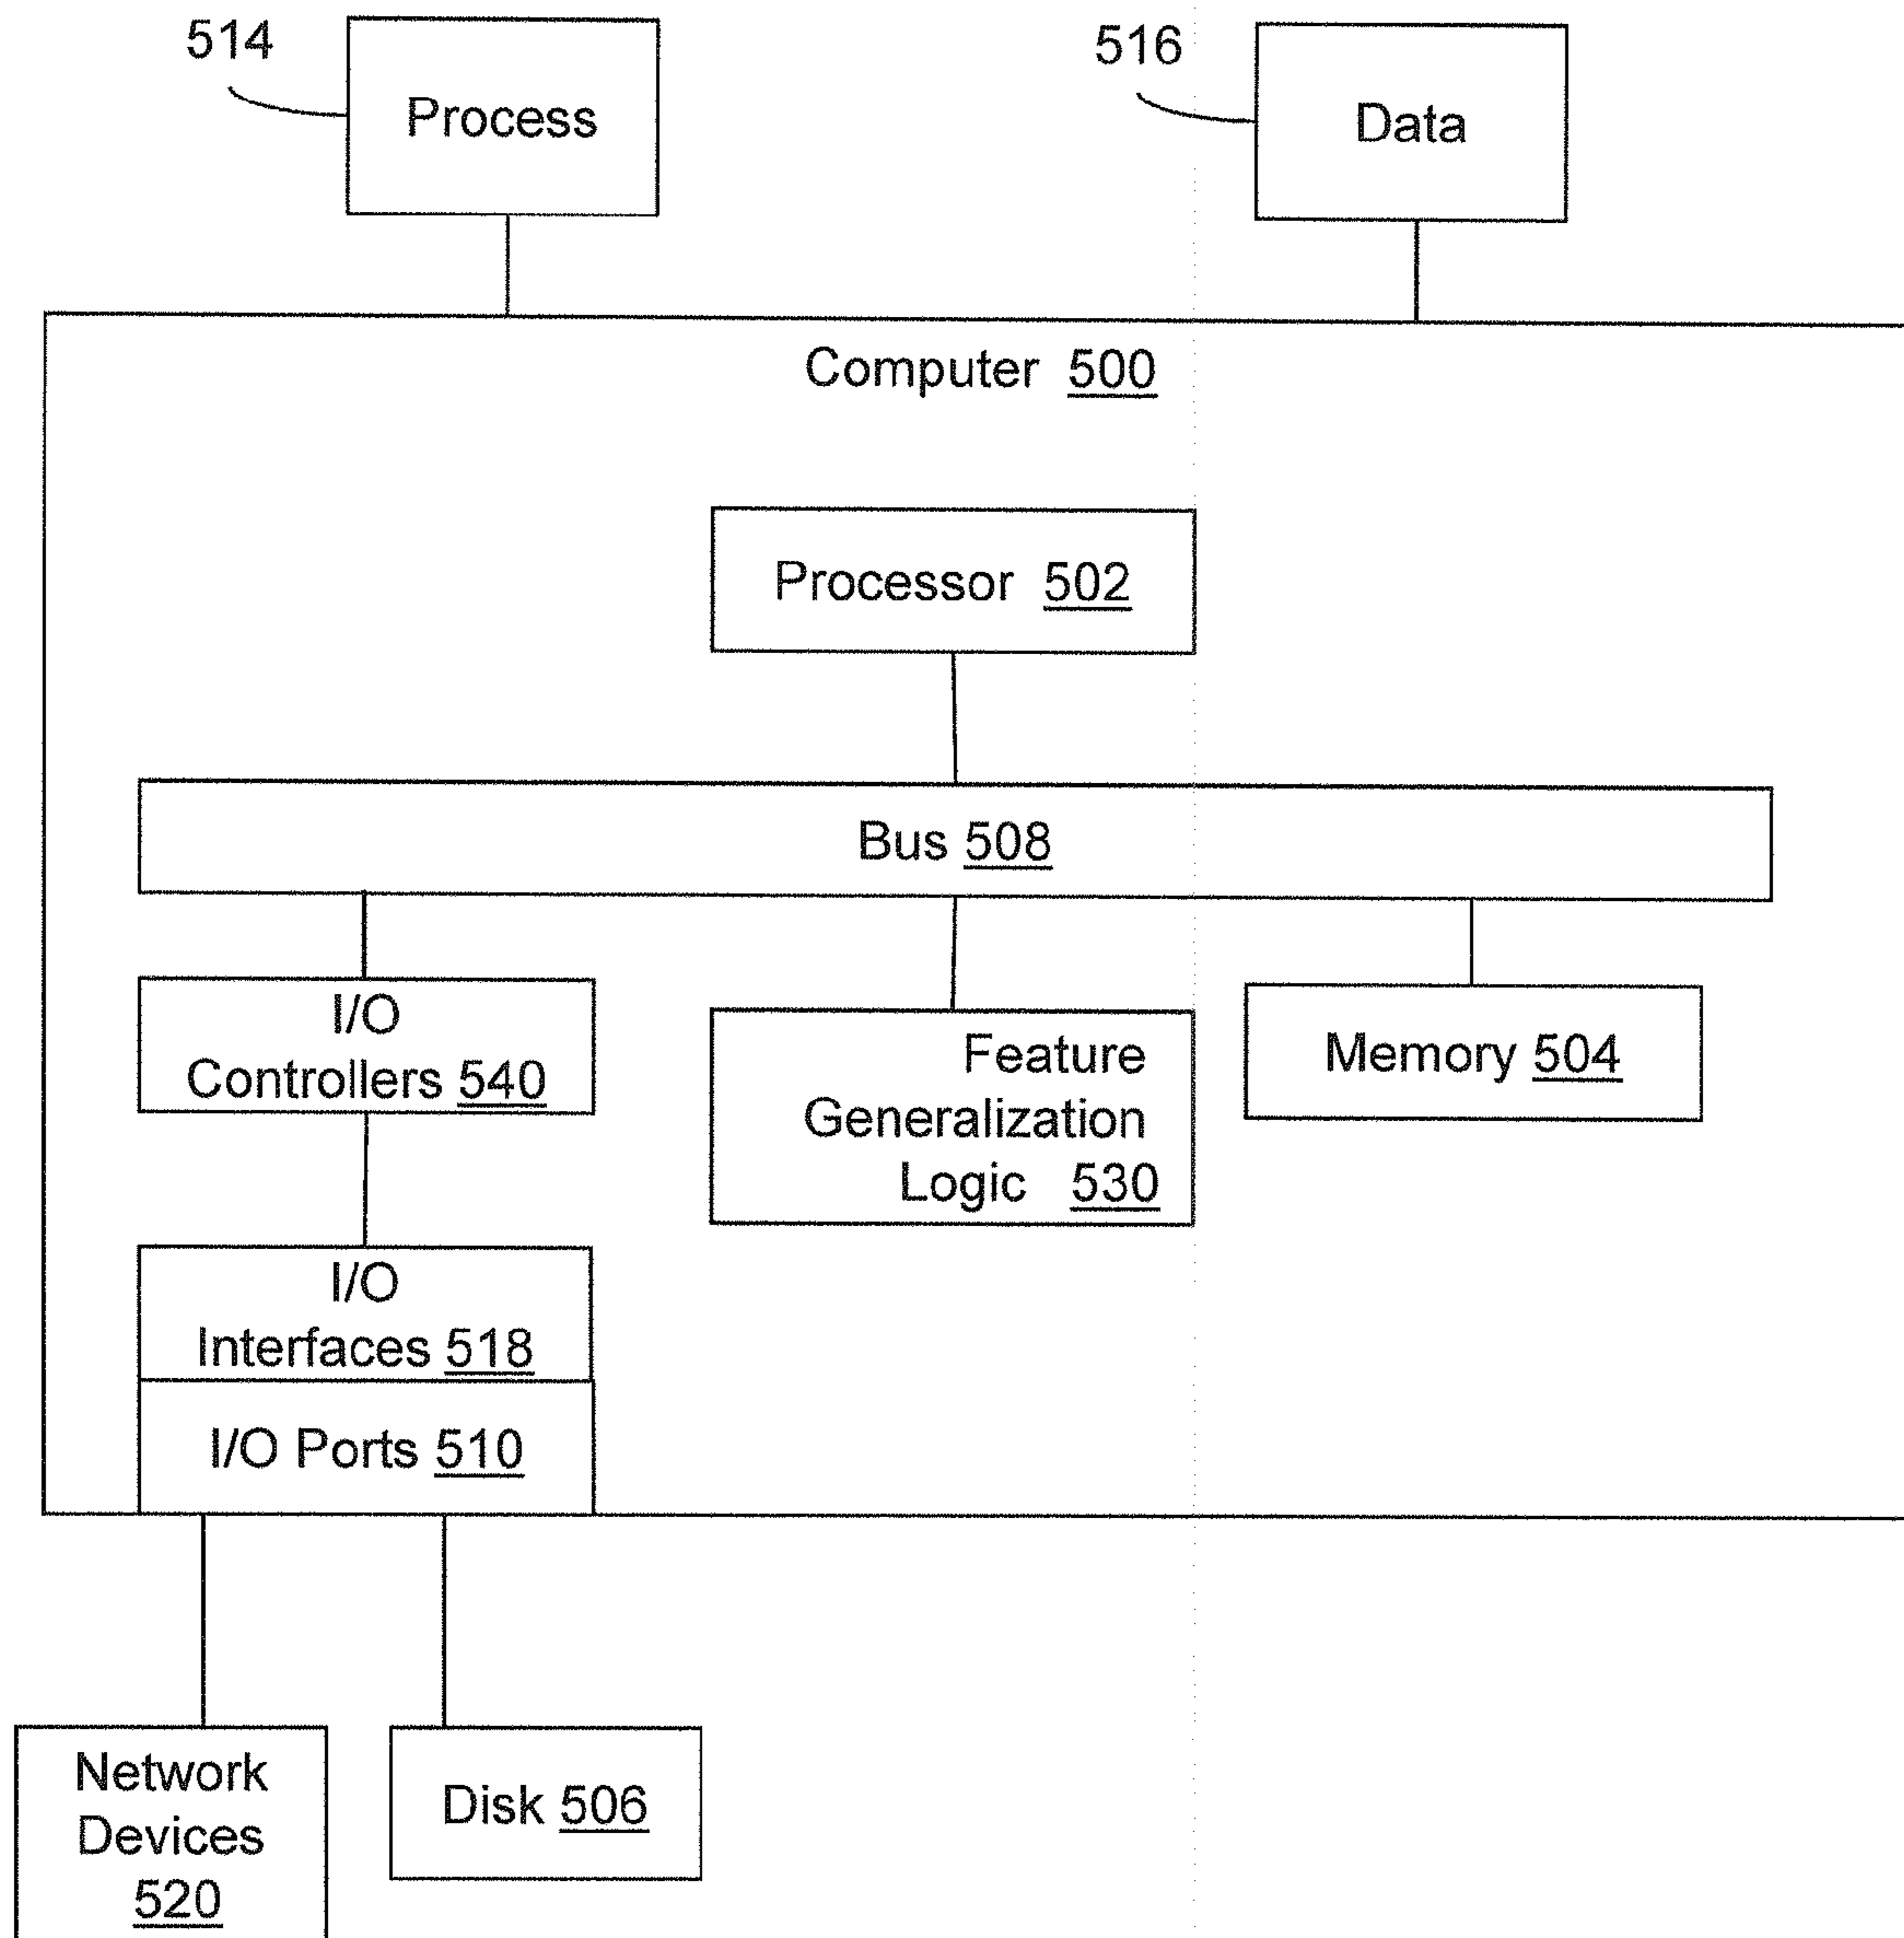 514
Process
516
Data
Computer 500
Processor 502
Bus 508
I/O
Controllers 540
Feature
Generalization
Logic 530
Memory 504
I/O
Interfaces 518
I/O Ports 510
Network
Devices
520
Disk 506